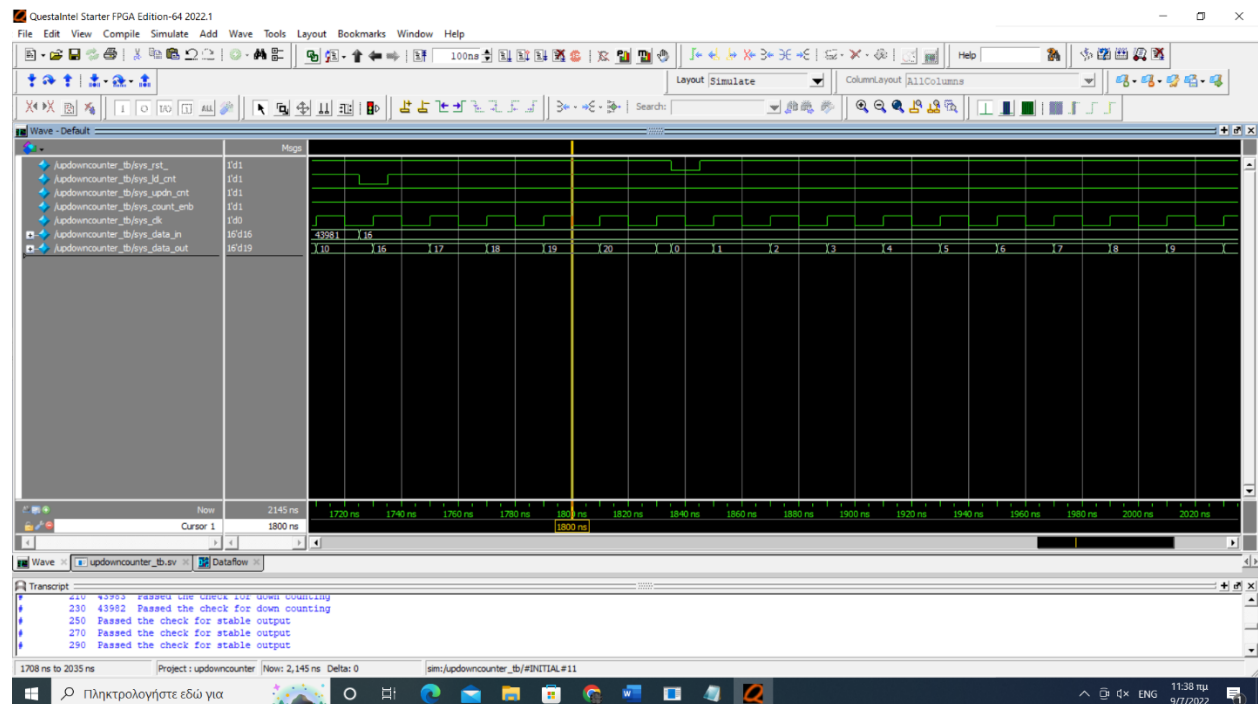 QuestaIntel Starter FPGA Edition-64 2022.1
File Edit View Compile Simulate Add Wave Tools Layout Bookmarks Window Help
100ns Help
Layout Simulate ColumnLayout AllColumns
Search:
Wave - Default
Msgs
/updowncounter_tb/sys_rst_ 1'd1
/updowncounter_tb/sys_ld_cnt 1'd1
/updowncounter_tb/sys_updn_cnt 1'd1
/updowncounter_tb/sys_count_enb 1'd1
/updowncounter_tb/sys_clk 1'd0
/updowncounter_tb/sys_data_in 16'd16 43981 16
/updowncounter_tb/sys_data_out 16'd19 10 16 17 18 19 20 0 1 2 3 4 5 6 7 8 9
Now 2145 ns 1720 ns 1740 ns 1760 ns 1780 ns 1800 ns 1820 ns 1840 ns 1860 ns 1880 ns 1900 ns 1920 ns 1940 ns 1960 ns 1980 ns 2000 ns 2020 ns
Cursor 1 1800 ns 1800 ns
Wave updowncounter_tb.sv Dataflow
Transcript
# 210 43983 Passed the check for down counting
# 230 43982 Passed the check for down counting
# 250 Passed the check for stable output
# 270 Passed the check for stable output
# 290 Passed the check for stable output
1708 ns to 2035 ns Project : updowncounter Now: 2,145 ns Delta: 0 sim:/updowncounter_tb/#INITIAL#11
Πληκτρολογήστε εδώ για ENG 11:38 πμ
9/7/2022